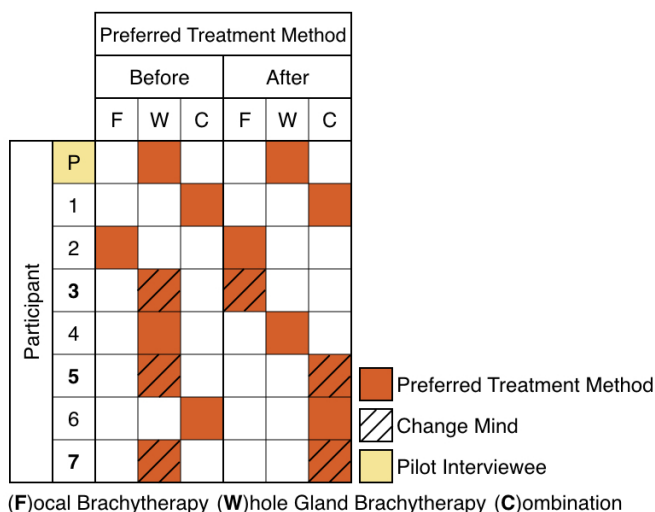 Preferred Treatment Method
Before After
F W C F W C
Participant
P
1
2
3
4
5
6
7
Preferred Treatment Method
Change Mind
Pilot Interviewee
(F)ocal Brachytherapy (W)hole Gland Brachytherapy (C)ombination